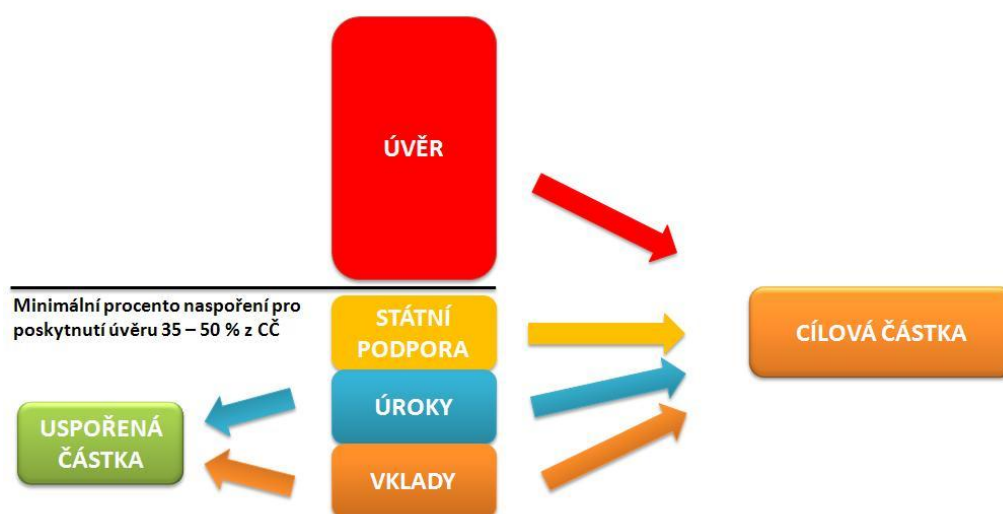 ÚVĚR
Minimální procento naspoření pro
poskytnutí úvěru 35 – 50 % z CČ
STÁTNÍ
PODPORA
CÍLOVÁ ČÁSTKA
ÚROKY
USPOŘENÁ
ČÁSTKA
VKLADY